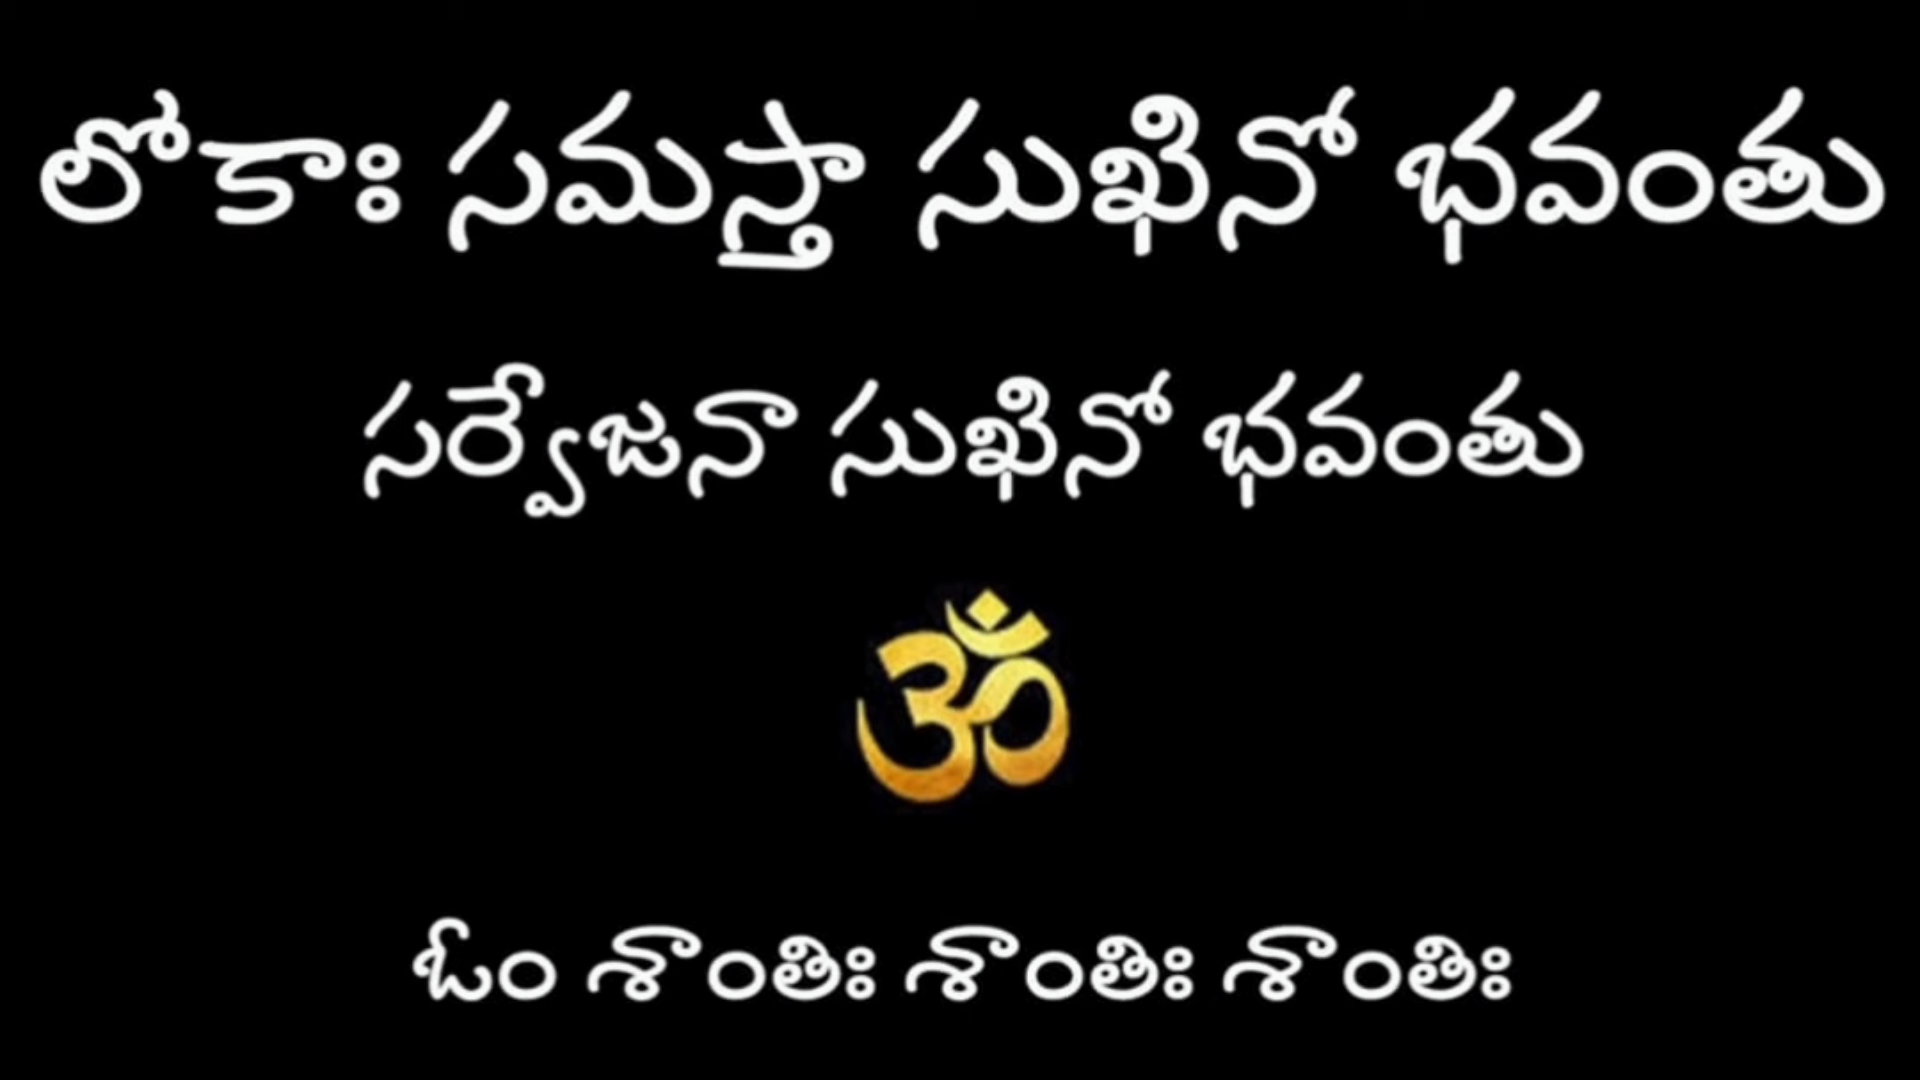 లోకాః సమస్తా సుఖినో భవంతు
సర్వేజనా సుఖినో భవంతు
ॐ
ఓం శాంతిః శాంతిః శాంతిః